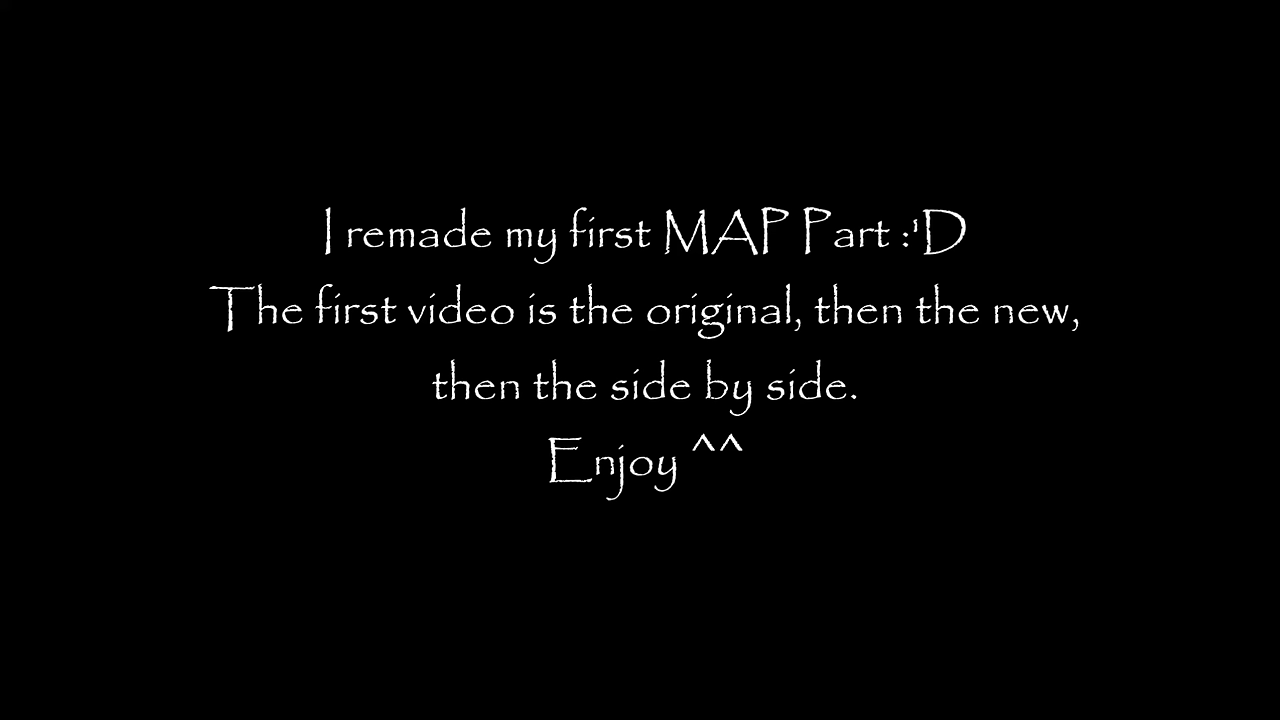 I remade my first MAP Part :'D
The first video is the original, then the new,
then the side by side.
Enjoy ^^